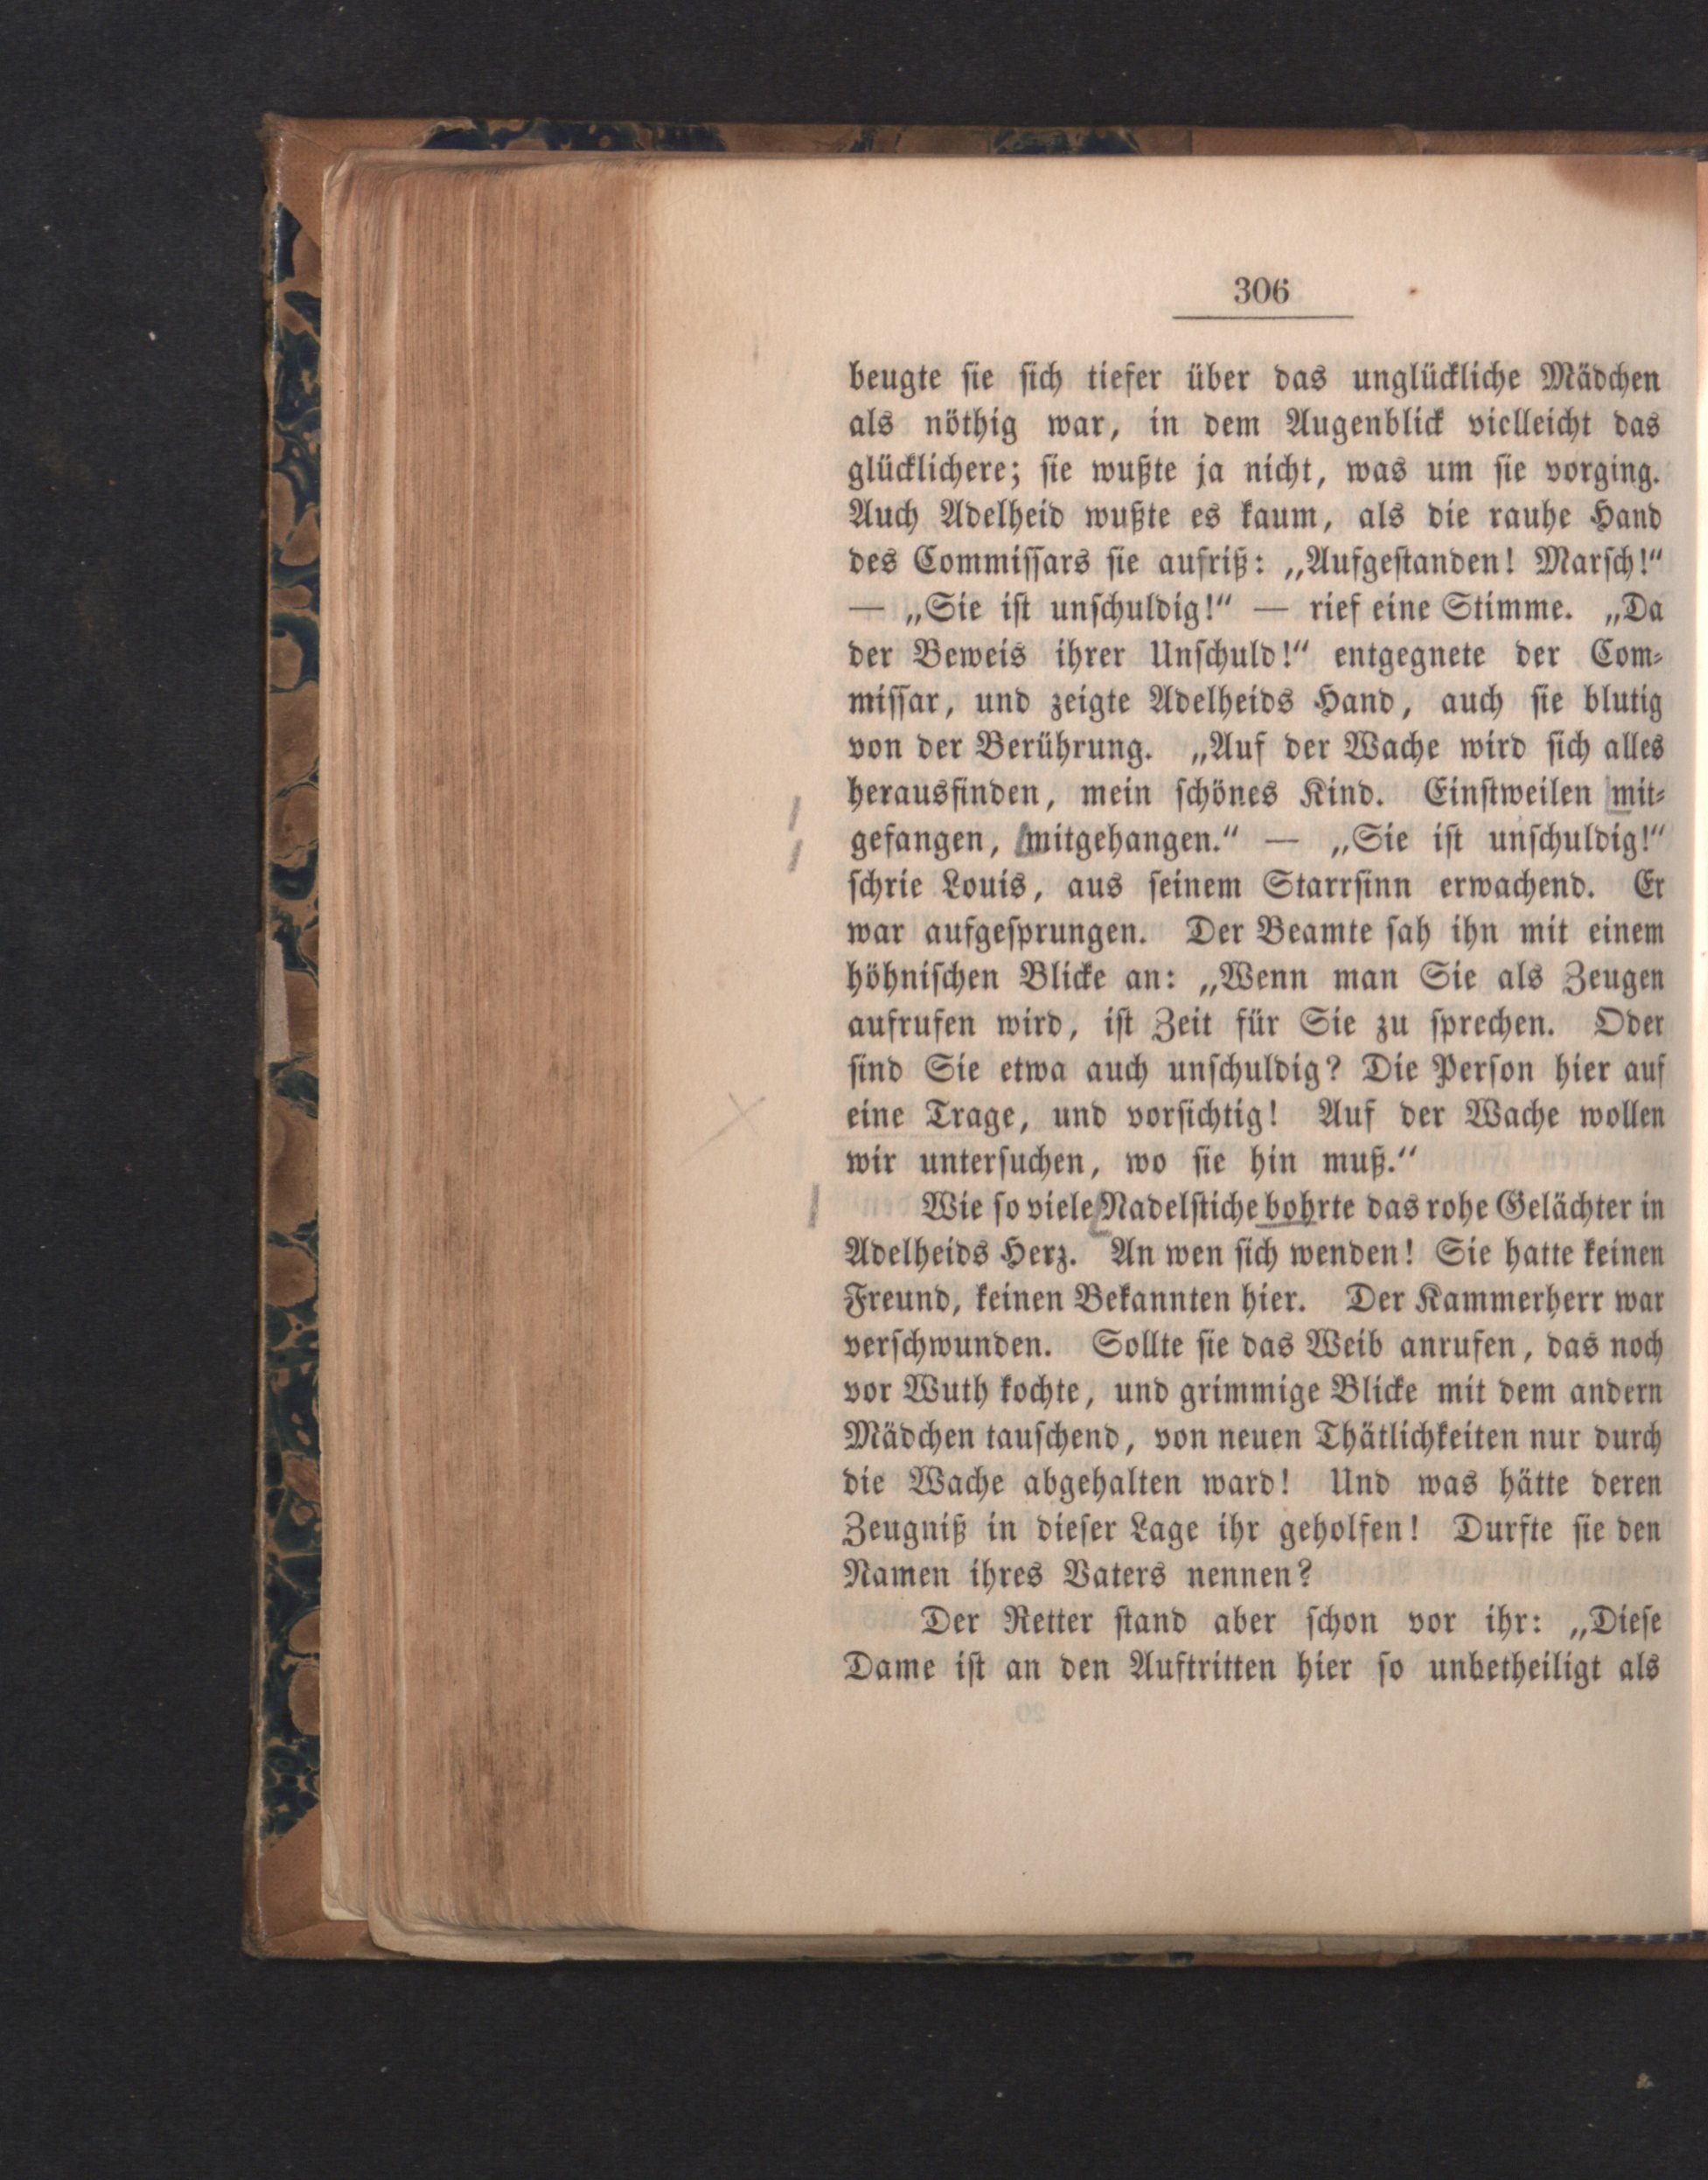 306
beugte sie sich tiefer über das unglückliche Mädchen
als nöthig war, in dem Augenblick vielleicht das
glücklichere; sie wußte ja nicht, was um sie vorging.
Auch Adelheid wußte es kaum, als die rauhe Hand
des Commissars sie aufriß: „Aufgestanden! Marsch!“
— „Sie ist unschuldig!“ — rief eine Stimme. „Da
der Beweis ihrer Unschuld!“ entgegnete der Com-
missar, und zeigte Adelheids Hand, auch sie blutig
von der Berührung. „Auf der Wache wird sich alles
herausfinden, mein schönes Kind. Einstweilen mit-
gefangen, mitgehangen.“ — „Sie ist unschuldig!“
schrie Louis, aus seinem Starrsinn erwachend. Er
war aufgesprungen. Der Beamte sah ihn mit einem
höhnischen Blicke an: „Wenn man Sie als Zeugen
aufrufen wird, ist Zeit für Sie zu sprechen. Oder
sind Sie etwa auch unschuldig? Die Person hier auf
eine Trage, und vorsichtig! Auf der Wache wollen
wir untersuchen, wo sie hin muß.“
Wie so viele Nadelstiche bohrte das rohe Gelächter in
Adelheids Herz. An wen sich wenden! Sie hatte keinen
Freund, keinen Bekannten hier. Der Kammerherr war
verschwunden. Sollte sie das Weib anrufen, das noch
vor Wuth kochte, und grimmige Blicke mit dem andern
Mädchen tauschend, von neuen Thätlichkeiten nur durch
die Wache abgehalten ward! Und was hätte deren
Zeugniß in dieser Lage ihr geholfen! Durfte sie den
Namen ihres Vaters nennen?
Der Retter stand aber schon vor ihr: „Diese
Dame ist an den Auftritten hier so unbetheiligt als